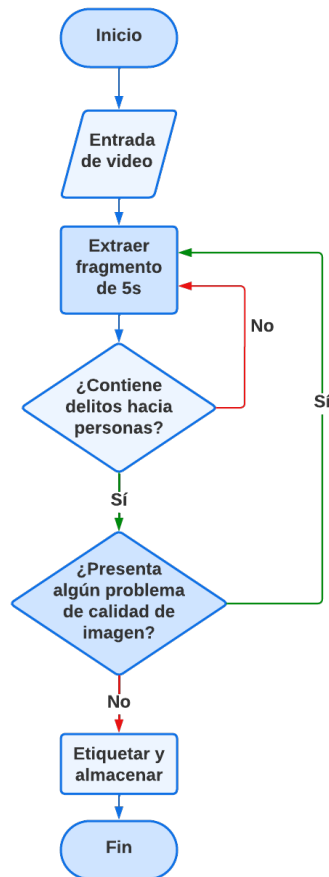 Inicio
Entrada
de video
Extraer
fragmento
de 5s
No
¿Contiene
delitos hacia
personas?
Sí
Sí
¿Presenta
algún problema
de calidad de
imagen?
No
Etiquetar y
almacenar
Fin